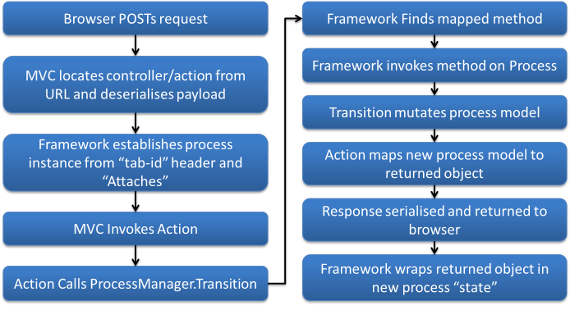 Browser POSTs request
MVC locates controller/action from
URL and deserialises payload
Framework establishes process
instance from “tab-id” header and
“Attaches”
MVC Invokes Action
Action Calls ProcessManager.Transition
Framework Finds mapped method
Framework invokes method on Process
Transition mutates process model
Action maps new process model to
returned object
Response serialised and returned to
browser
Framework wraps returned object in
new process “state”